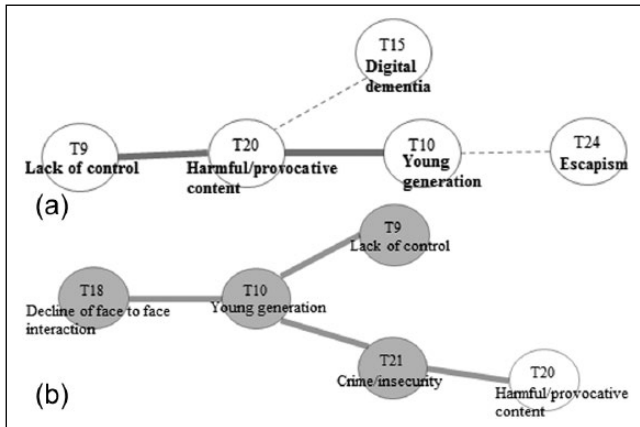 T15
Digital
dementia
T9
Lack of control
T20
Harmful/provocative
content
T10
Young
generation
T24
Escapism
(a)
T9
Lack of control
T18
Decline of face to face
interaction
T10
Young generation
T21
Crime/insecurity
T20
Harmful/provocative
content
(b)